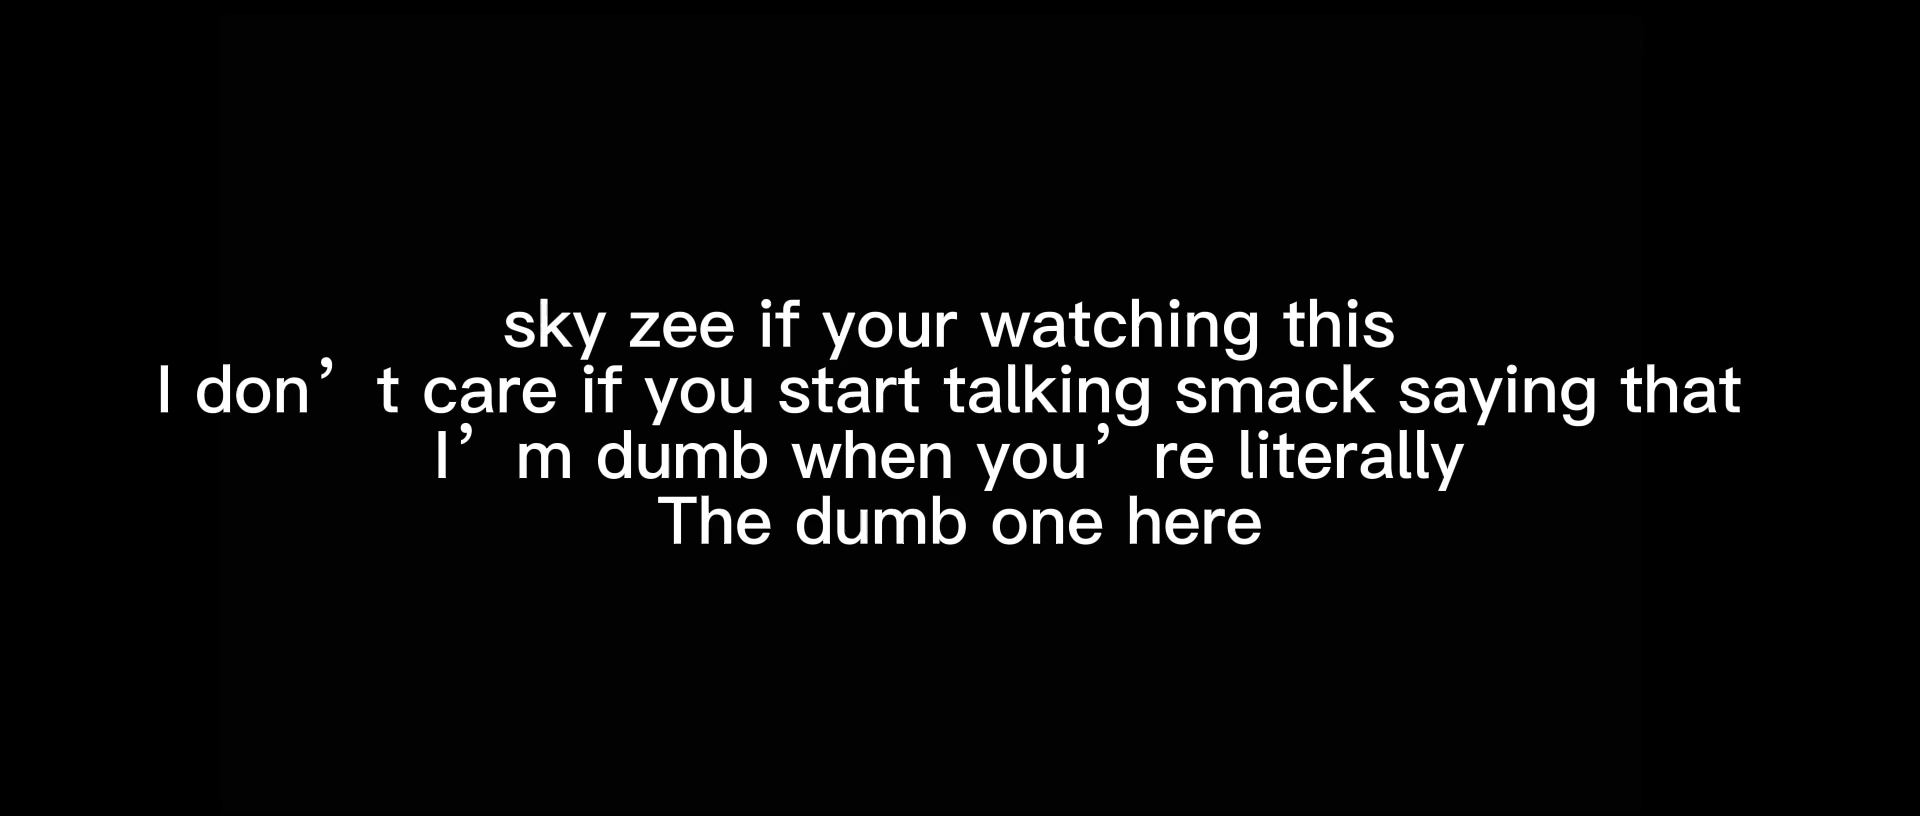 sky zee if your watching this
I don’t care if you start talking smack saying that
I’m dumb when you’re literally
The dumb one here